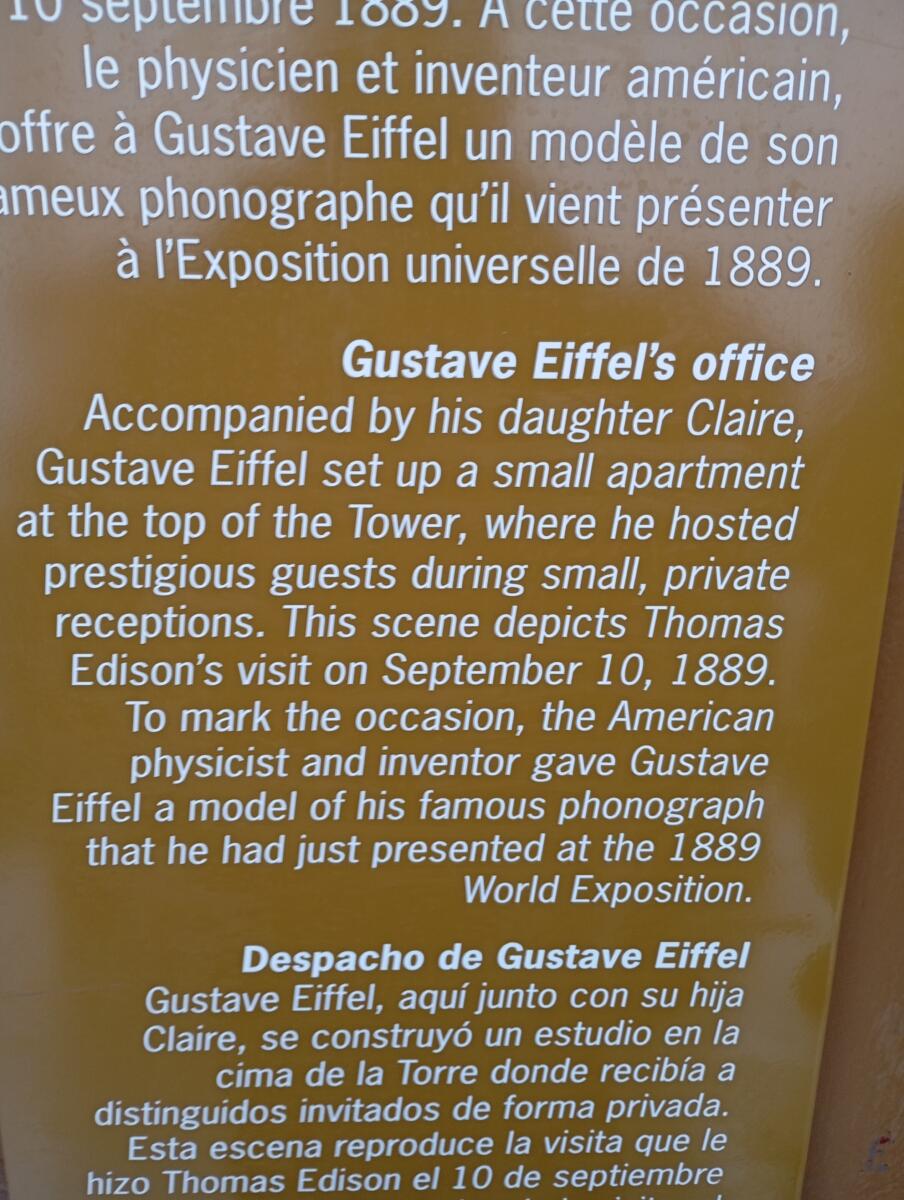 10 septembre 1889. À cette occasion,
le physicien et inventeur américain,
offre à Gustave Eiffel un modèle de son
ameux phonographe qu'il vient présenter
à l'Exposition universelle de 1889.
Gustave Eiffel's office
Accompanied by his daughter Claire,
Gustave Eiffel set up a small apartment
at the top of the Tower, where he hosted
prestigious guests during small, private
receptions. This scene depicts Thomas
Edison's visit on September 10, 1889.
To mark the occasion, the American
physicist and inventor gave Gustave
Eiffel a model of his famous phonograph
that he had just presented at the 1889
World Exposition.
Despacho de Gustave Eiffel
Gustave Eiffel, aquí junto con su hija
Claire, se construyó un estudio en la
cima de la Torre donde recibía a
distinguidos invitados de forma privada.
Esta escena reproduce la visita que le
hizo Thomas Edison el 10 de septiembre